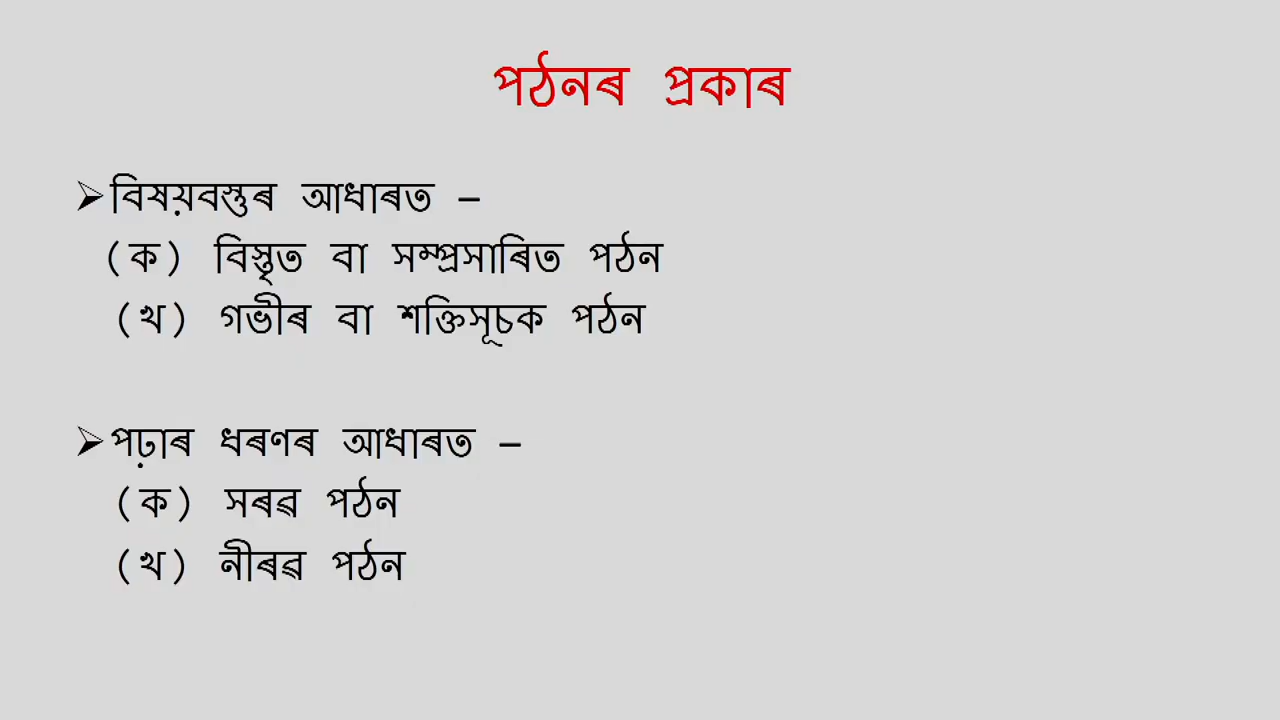 পঠনৰ প্ৰকাৰ
➢বিষয়বস্তুৰ আধাৰত –
(ক) বিস্তৃত বা সম্প্ৰসাৰিত পঠন
(খ) গভীৰ বা শক্তিসূচক পঠন
➢পঢ়াৰ ধৰণৰ আধাৰত –
(ক) সৰৱ পঠন
(খ) নীৰৱ পঠন